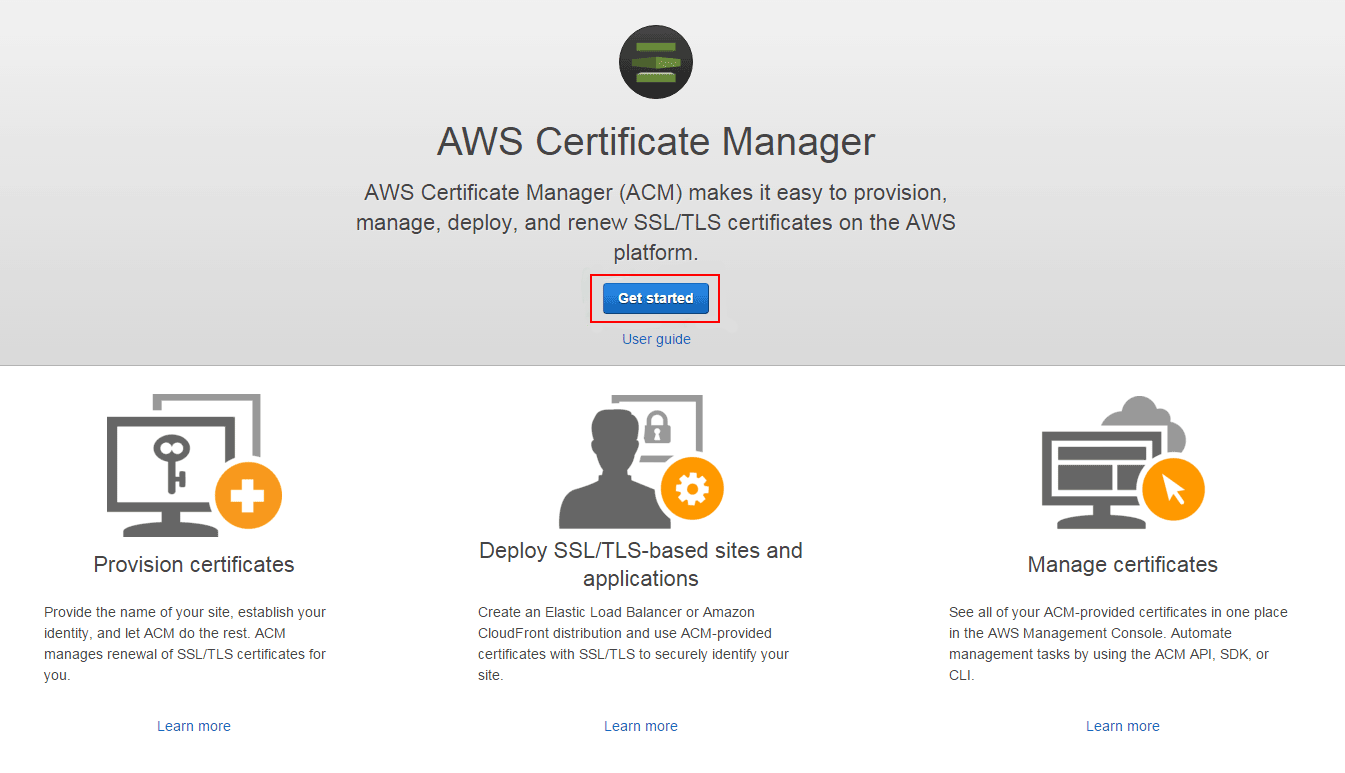 AWS Certificate Manager
AWS Certificate Manager (ACM) makes it easy to provision,
manage, deploy, and renew SSL/TLS certificates on the AWS
platform.
Get started
User guide
Provision certificates
Provide the name of your site, establish your
identity, and let ACM do the rest. ACM
manages renewal of SSL/TLS certificates for
you.
Learn more
Deploy SSL/TLS-based sites and
applications
Create an Elastic Load Balancer or Amazon
CloudFront distribution and use ACM-provided
certificates with SSL/TLS to securely identify your
site.
Learn more
Manage certificates
See all of your ACM-provided certificates in one place
in the AWS Management Console. Automate
management tasks by using the ACM API, SDK, or
CLI.
Learn more